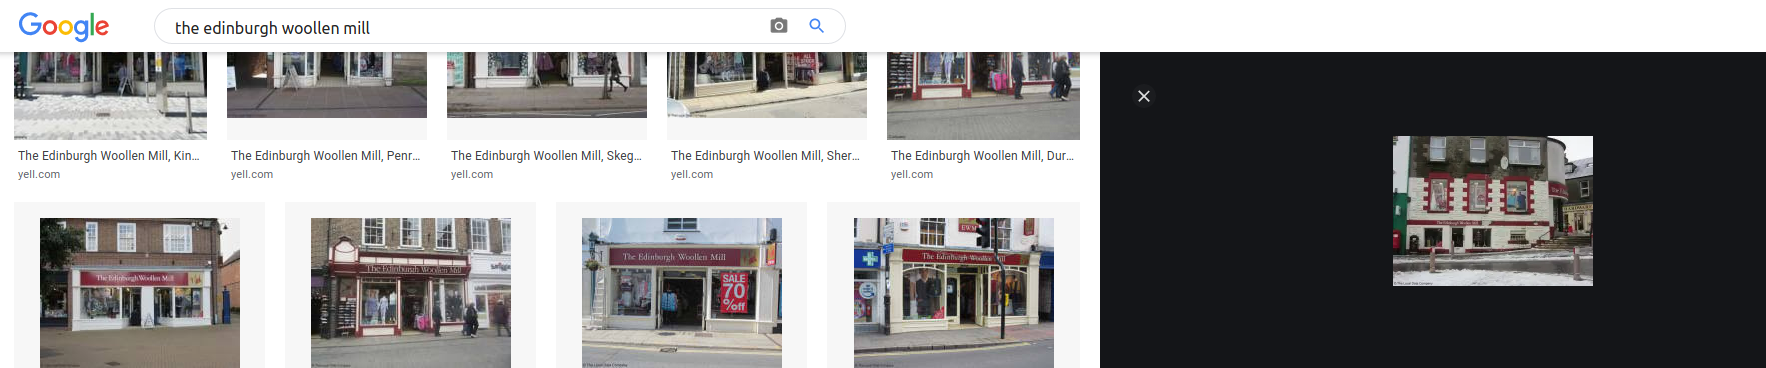 Google
the edinburgh woollen mill
The Edinburgh Woollen Mill, Kin...
yell.com
The Edinburgh Woollen Mill, Penr...
yell.com
The Edinburgh Woollen Mill, Skeg...
yell.com
The Edinburgh Woollen Mill, Sher...
yell.com
The Edinburgh Woollen Mill, Dur...
yell.com
The Edinburgh Woollen Mill
The Edinburgh Woollen Mill
The Edinburgh Woollen Mill
SALE
70
%off
EWM
The Edinburgh Woollen Mill
The Edinburgh Woollen Mill